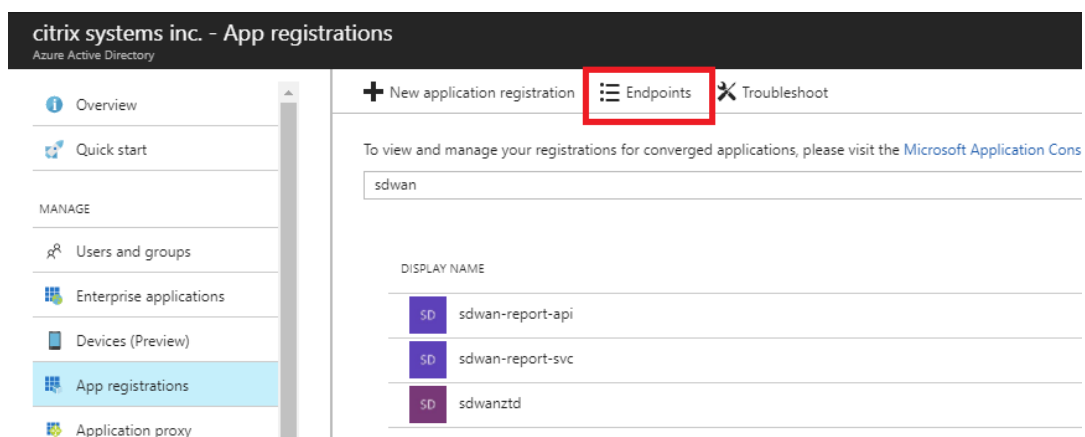 citrix systems inc. - App registrations
Azure Active Directory
Overview
Quick start
MANAGE
Users and groups
Enterprise applications
Devices (Preview)
App registrations
Application proxy
New application registration
Endpoints
Troubleshoot
To view and manage your registrations for converged applications, please visit the Microsoft Application Cons
sdwan
DISPLAY NAME
SD sdwan-report-api
SD sdwan-report-svc
SD sdwanztd